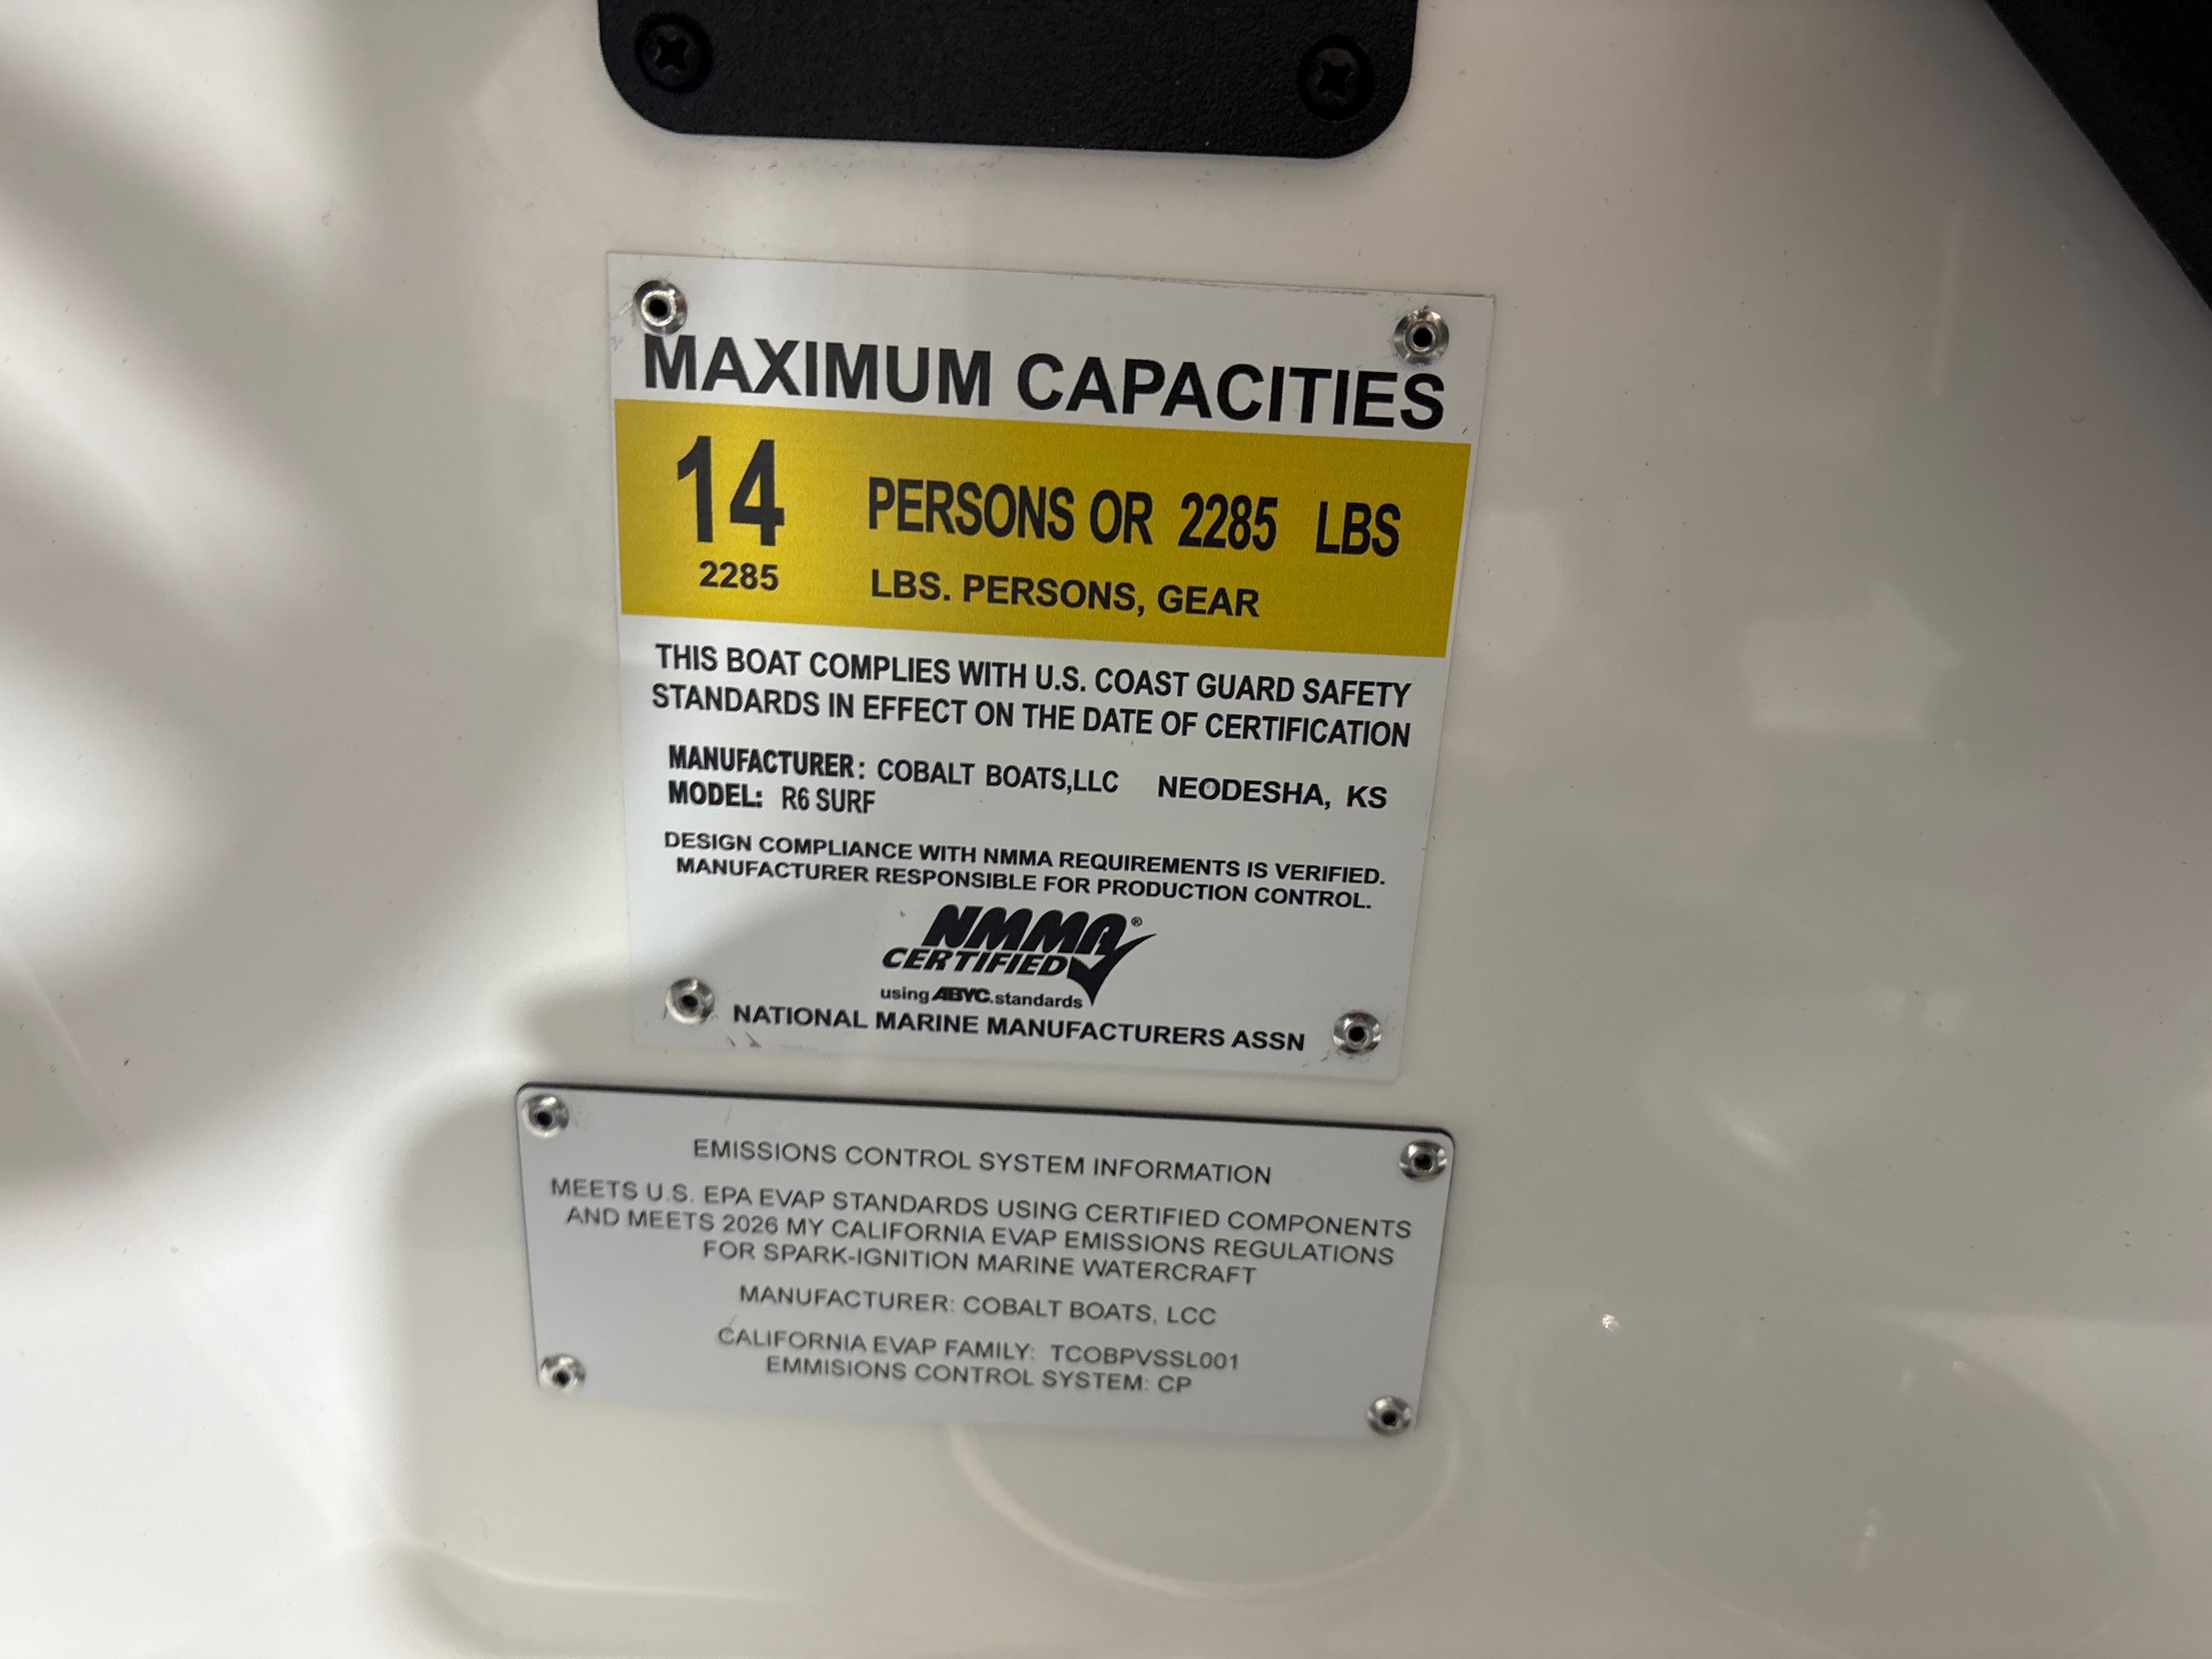 MAXIMUM CAPACITIES
14 PERSONS OR 2285 LBS
2285 LBS. PERSONS, GEAR
THIS BOAT COMPLIES WITH U.S. COAST GUARD SAFETY
STANDARDS IN EFFECT ON THE DATE OF CERTIFICATION
MANUFACTURER: COBALT BOATS,LLC NEODESHA, KS
MODEL: R6 SURF
DESIGN COMPLIANCE WITH NMMA REQUIREMENTS IS VERIFIED.
MANUFACTURER RESPONSIBLE FOR PRODUCTION CONTROL.
NMMA®
CERTIFIED
using ABYC. standards
NATIONAL MARINE MANUFACTURERS ASSN
EMISSIONS CONTROL SYSTEM INFORMATION
MEETS U.S. EPA EVAP STANDARDS USING CERTIFIED COMPONENTS
AND MEETS 2026 MY CALIFORNIA EVAP EMISSIONS REGULATIONS
FOR SPARK-IGNITION MARINE WATERCRAFT
MANUFACTURER: COBALT BOATS, LCC
CALIFORNIA EVAP FAMILY: TCOBPVSSL001
EMMISIONS CONTROL SYSTEM: CP